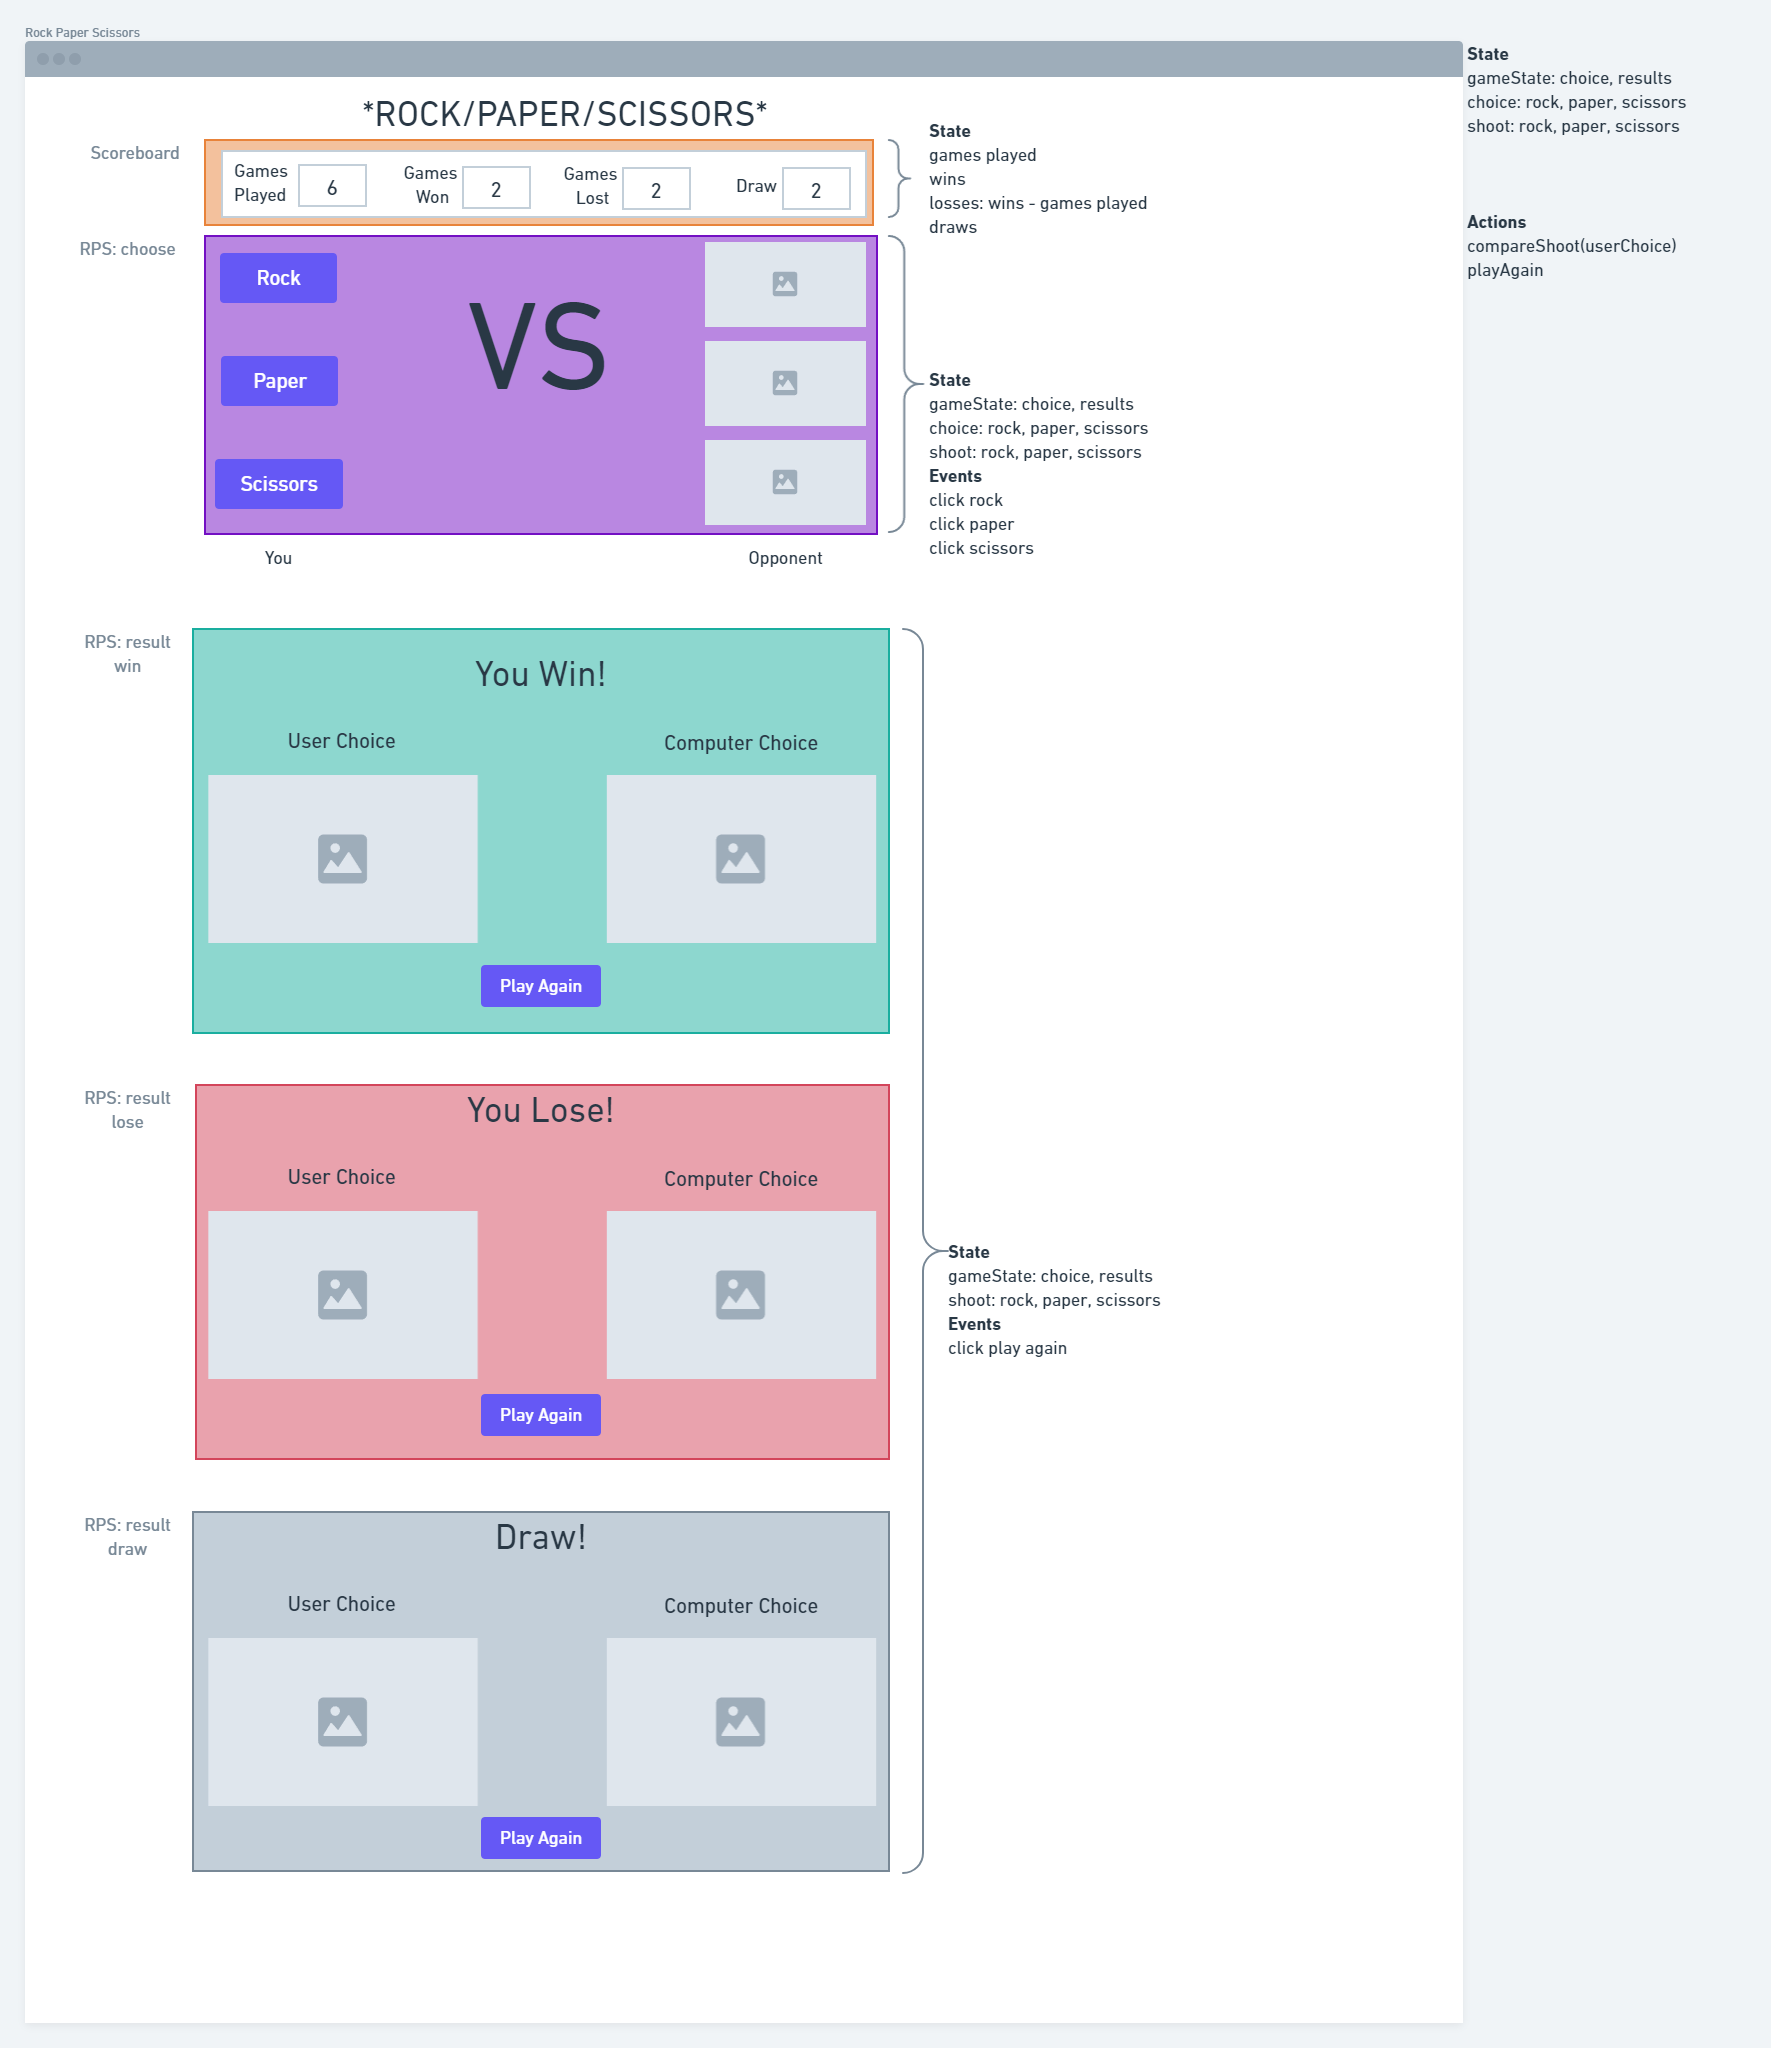 Rock Paper Scissors
*ROCK/PAPER/SCISSORS*
Scoreboard
Games
Played
6
Games
Won
2
Games
Lost
2
Draw
2
State
games played
wins
losses: wins - games played
draws
RPS: choose
Rock
Paper
Scissors
VS
You
Opponent
State
gameState: choice, results
choice: rock, paper, scissors
shoot: rock, paper, scissors
Events
click rock
click paper
click scissors
RPS: result
win
You Win!
User Choice
Computer Choice
Play Again
RPS: result
lose
You Lose!
User Choice
Computer Choice
Play Again
State
gameState: choice, results
shoot: rock, paper, scissors
Events
click play again
RPS: result
draw
Draw!
User Choice
Computer Choice
Play Again
State
gameState: choice, results
choice: rock, paper, scissors
shoot: rock, paper, scissors
Actions
compareShoot(userChoice)
playAgain